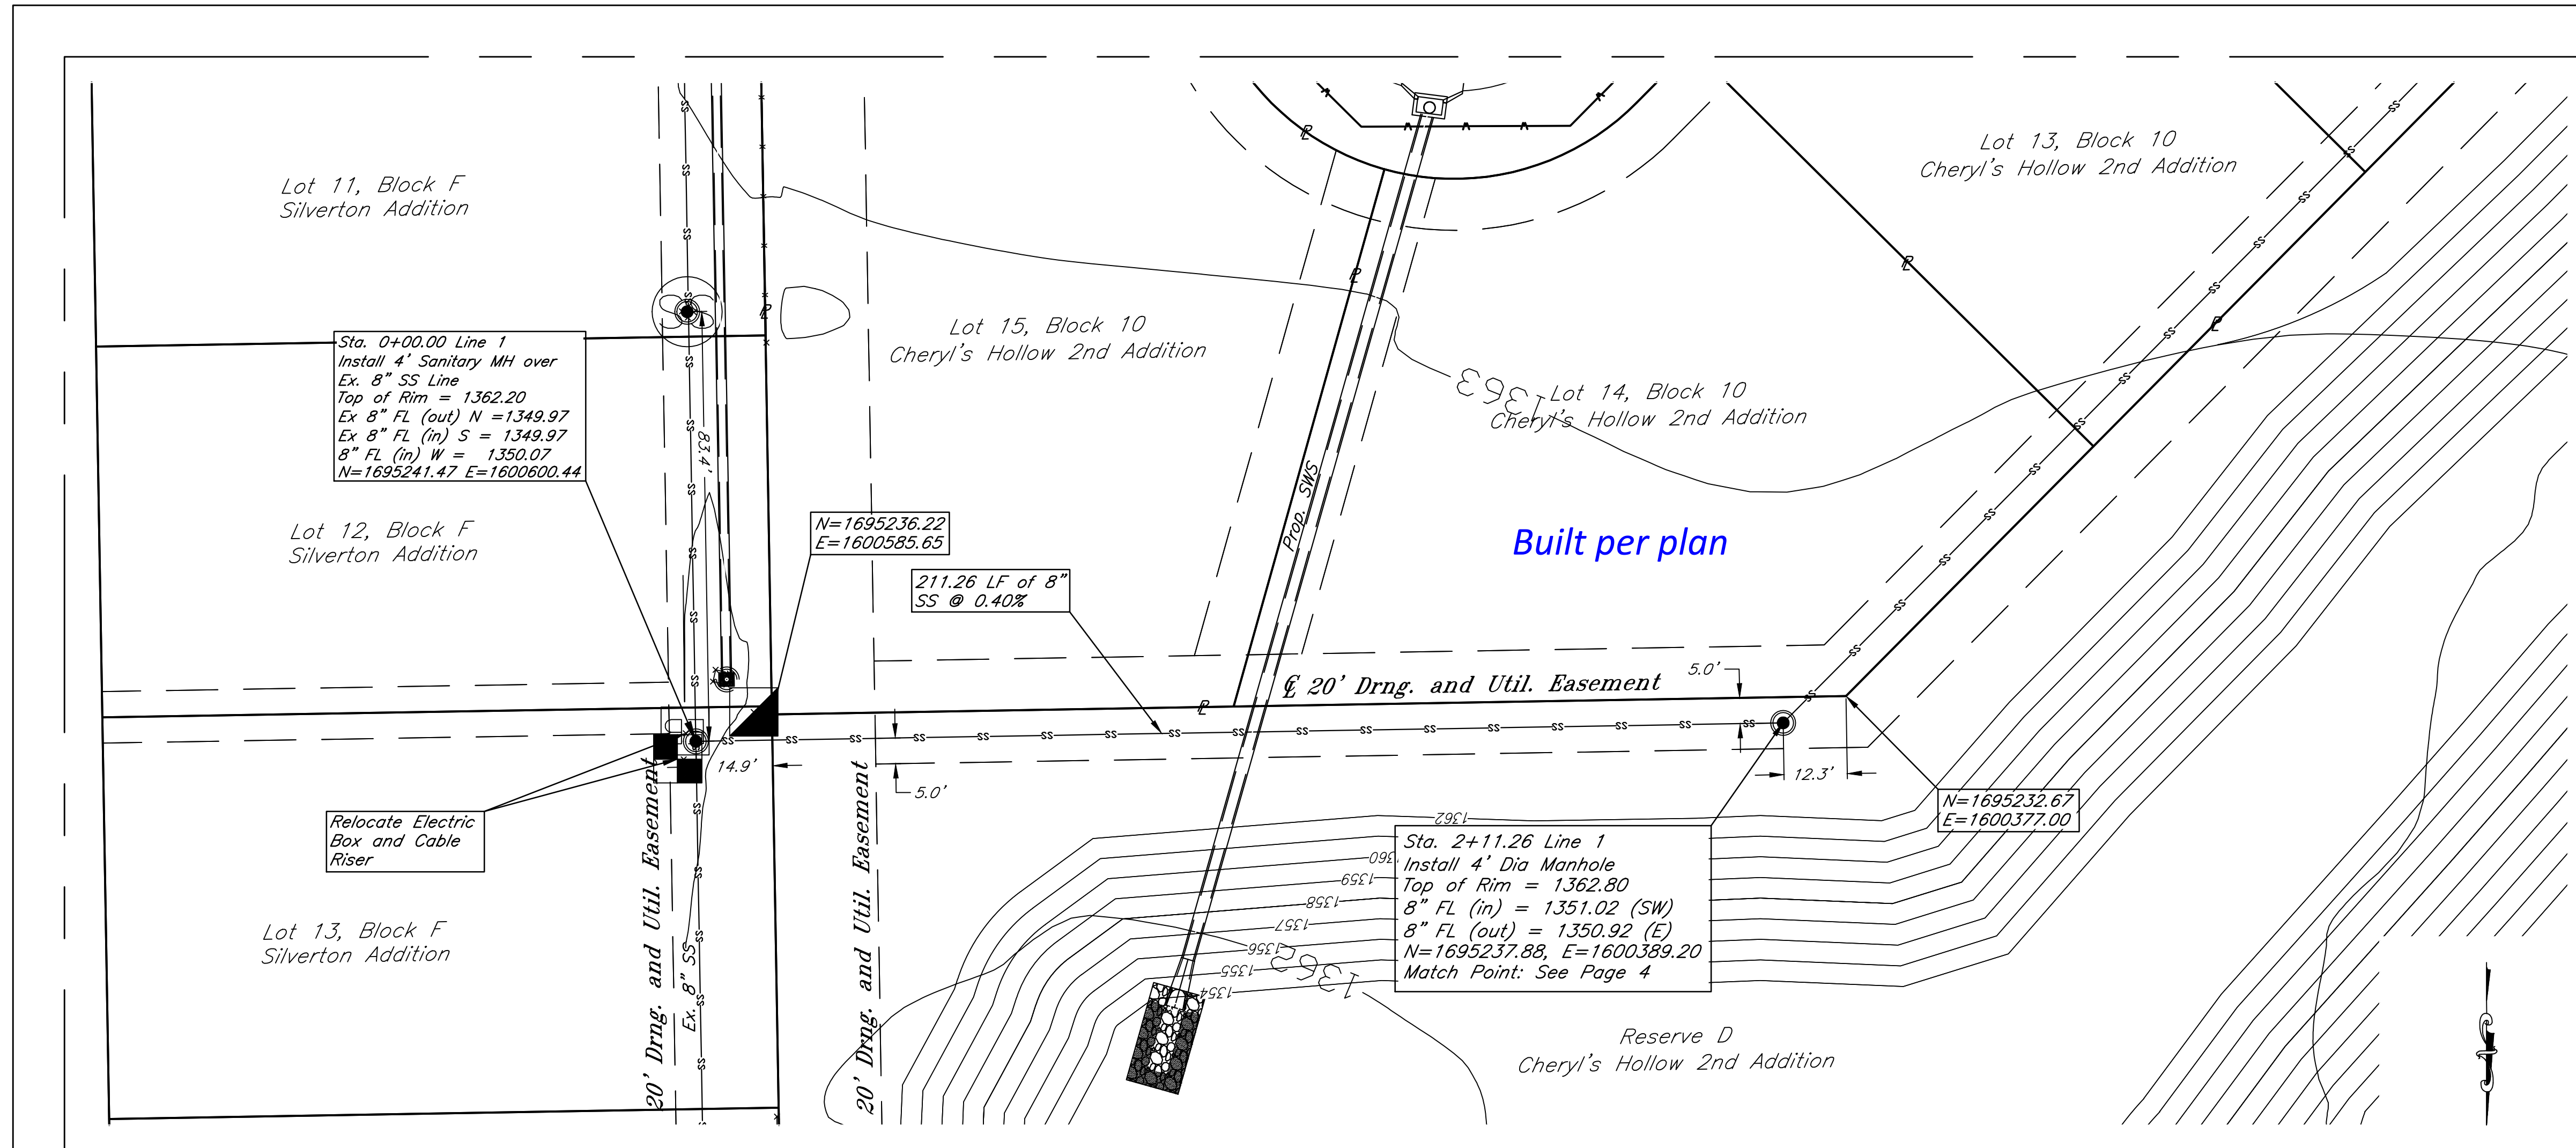 Lot 11, Block F
Silverton Addition
Lot 13, Block 10
Cheryl's Hollow 2nd Addition
Sta. 0+00.00 Line 1
Install 4' Sanitary MH over
Ex. 8" SS Line
Top of Rim = 1362.20
Ex 8" FL (out) N =1349.97
Ex 8" FL (in) S = 1349.97
8" FL (in) W = 1350.07
N=1695241.47 E=1600600.44
Lot 15, Block 10
Cheryl's Hollow 2nd Addition
1363
Lot 14, Block 10
Cheryl's Hollow 2nd Addition
83.4'
Prop. SWS
Lot 12, Block F
Silverton Addition
N=1695236.22
E=1600585.65
Built per plan
211.26 LF of 8"
SS @ 0.40%
℄ 20' Drng. and Util. Easement
5.0'
14.9'
5.0'
12.3'
N=1695232.67
E=1600377.00
Relocate Electric
Box and Cable
Riser
20' Drng. and Util. Easement
Ex. 8" SS
20' Drng. and Util. Easement
Lot 13, Block F
Silverton Addition
1362
1360
1359
1358
1357
1356
1355
1354
1362
Sta. 2+11.26 Line 1
Install 4' Dia Manhole
Top of Rim = 1362.80
8" FL (in) = 1351.02 (SW)
8" FL (out) = 1350.92 (E)
N=1695237.88, E=1600389.20
Match Point: See Page 4
Reserve D
Cheryl's Hollow 2nd Addition